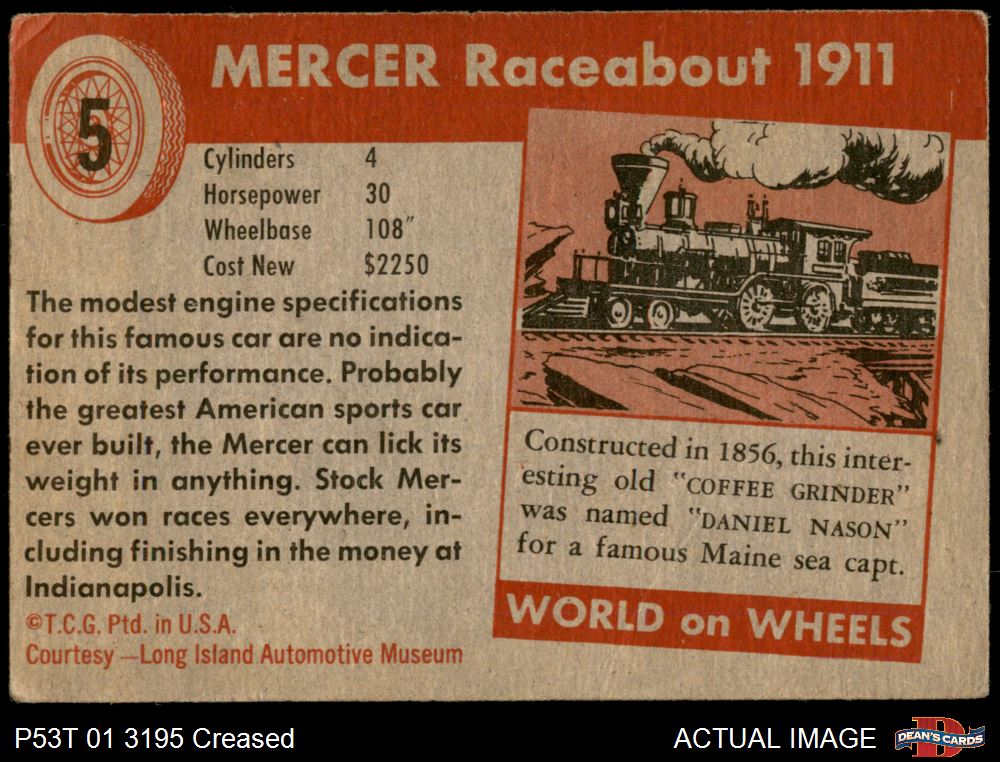 MERCER Raceabout 1911
5
Cylinders 4
Horsepower 30
Wheelbase 108"
Cost New $2250
The modest engine specifications
for this famous car are no indica-
tion of its performance. Probably
the greatest American sports car
ever built, the Mercer can lick its
weight in anything. Stock Mer-
cers won races everywhere, in-
cluding finishing in the money at
Indianapolis.
©T.C.G. Ptd. in U.S.A.
Courtesy—Long Island Automotive Museum
Constructed in 1856, this inter-
esting old "COFFEE GRINDER"
was named "DANIEL NASON"
for a famous Maine sea capt.
WORLD on WHEELS
P53T 01 3195 Creased
ACTUAL IMAGE
D
DEAN'S CARDS